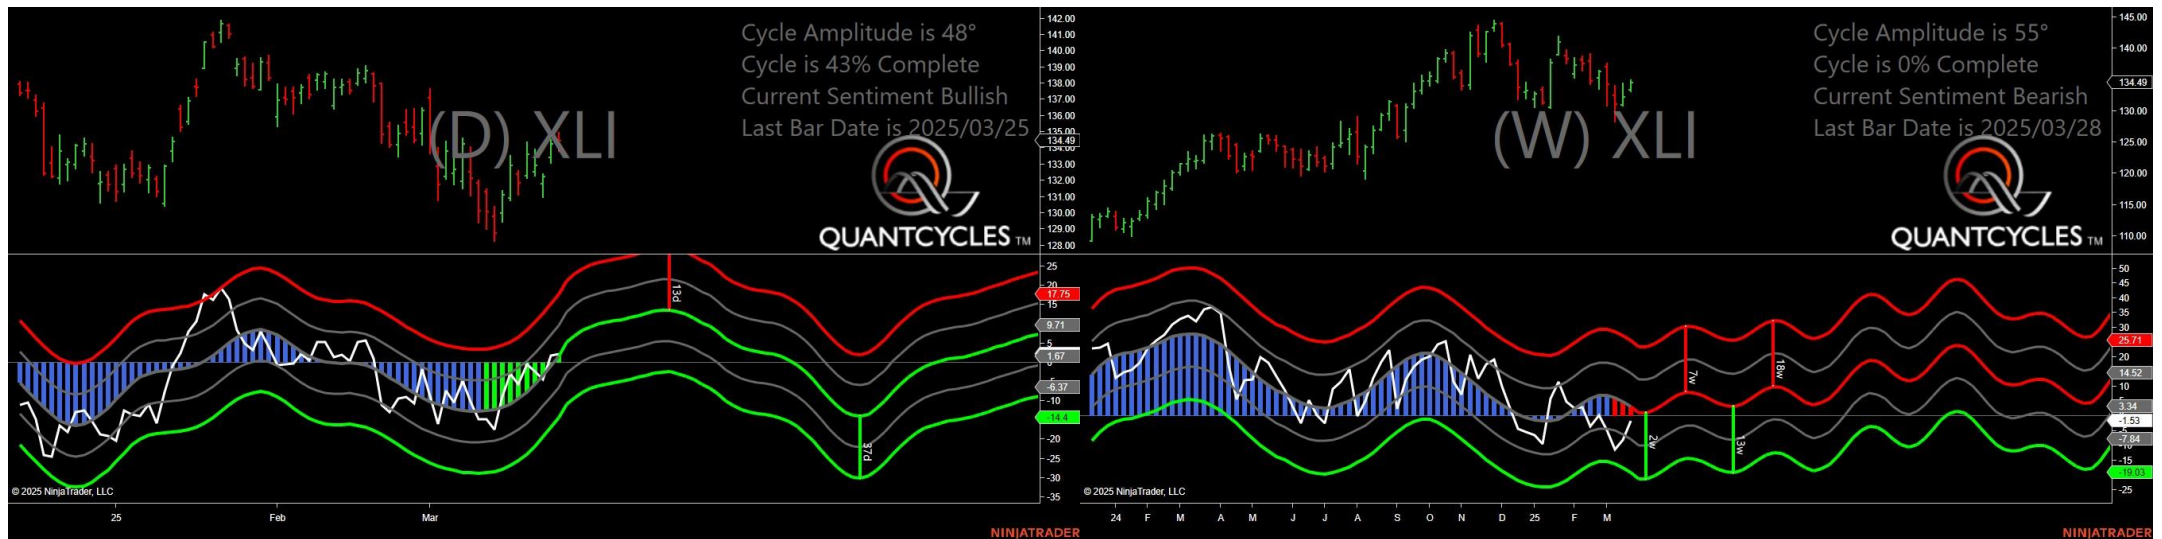 Cycle Amplitude is 48°
Cycle is 43% Complete
Current Sentiment Bullish
Last Bar Date is 2025/03/25
(D) XLI
QUANTCYCLES TM
142.00
141.00
140.00
139.00
138.00
137.00
136.00
135.00
134.49
134.00
133.00
132.00
131.00
130.00
129.00
128.00
25
20
17.75
15
9.71
5
1.67
-5
-6.37
-10
-14.4
-20
-25
-30
-35
13d
37d
© 2025 NinjaTrader, LLC
25
Feb
Mar
NINJATRADER
Cycle Amplitude is 55°
Cycle is 0% Complete
Current Sentiment Bearish
Last Bar Date is 2025/03/28
(W) XLI
QUANTCYCLES TM
145.00
140.00
134.49
130.00
125.00
120.00
115.00
110.00
50
45
40
35
30
25.71
20
14.52
10
3.34
-1.53
-7.84
-15
-19.03
-25
2w
7w
13w
18w
© 2025 NinjaTrader, LLC
24
F
M
A
M
J
J
A
S
O
N
D
25
F
M
NINJATRADER